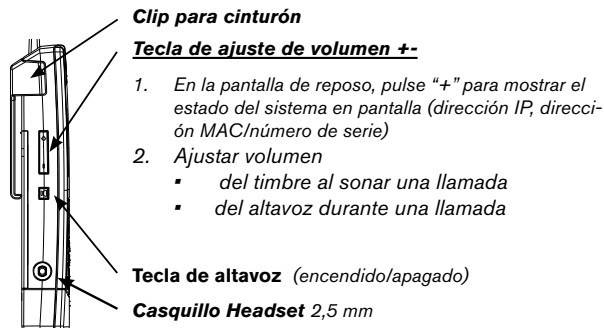 Clip para cinturón
Tecla de ajuste de volumen +-
1. En la pantalla de reposo, pulse “+” para mostrar el
estado del sistema en pantalla (dirección IP, direcci-
ón MAC/número de serie)
2. Ajustar volumen
▪ del timbre al sonar una llamada
▪ del altavoz durante una llamada
Tecla de altavoz (encendido/apagado)
Casquillo Headset 2,5 mm